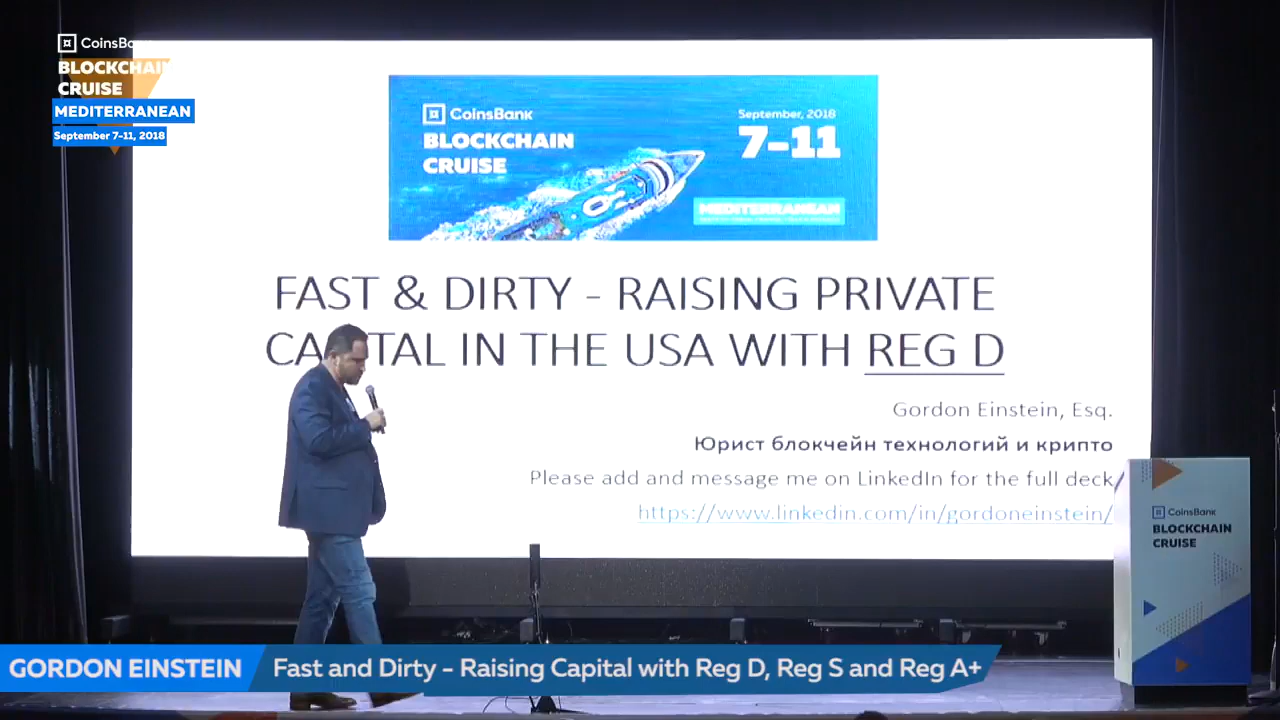 CoinsBank
BLOCKCHAIN
CRUISE
MEDITERRANEAN
September 7-11, 2018
CoinsBank
BLOCKCHAIN
CRUISE
September, 2018
7-11
MEDITERRANEAN
FAST & DIRTY - RAISING PRIVATE
CAPITAL IN THE USA WITH REG D
Gordon Einstein, Esq.
Юрист блокчейн технологий и крипто
Please add and message me on LinkedIn for the full deck
https://www.linkedin.com/in/gordoneinstein/
CoinsBank
BLOCKCHAIN
CRUISE
GORDON EINSTEIN
Fast and Dirty - Raising Capital with Reg D, Reg S and Reg A+